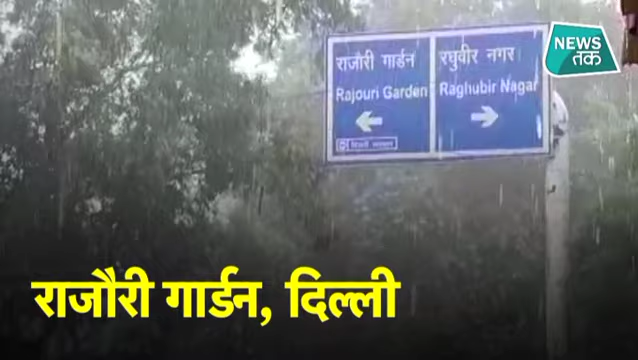 NEWS
तक
राजौरी गार्डन
Rajouri Garden
रघुवीर नगर
Raghubir Nagar
राजौरी गार्डन, दिल्ली